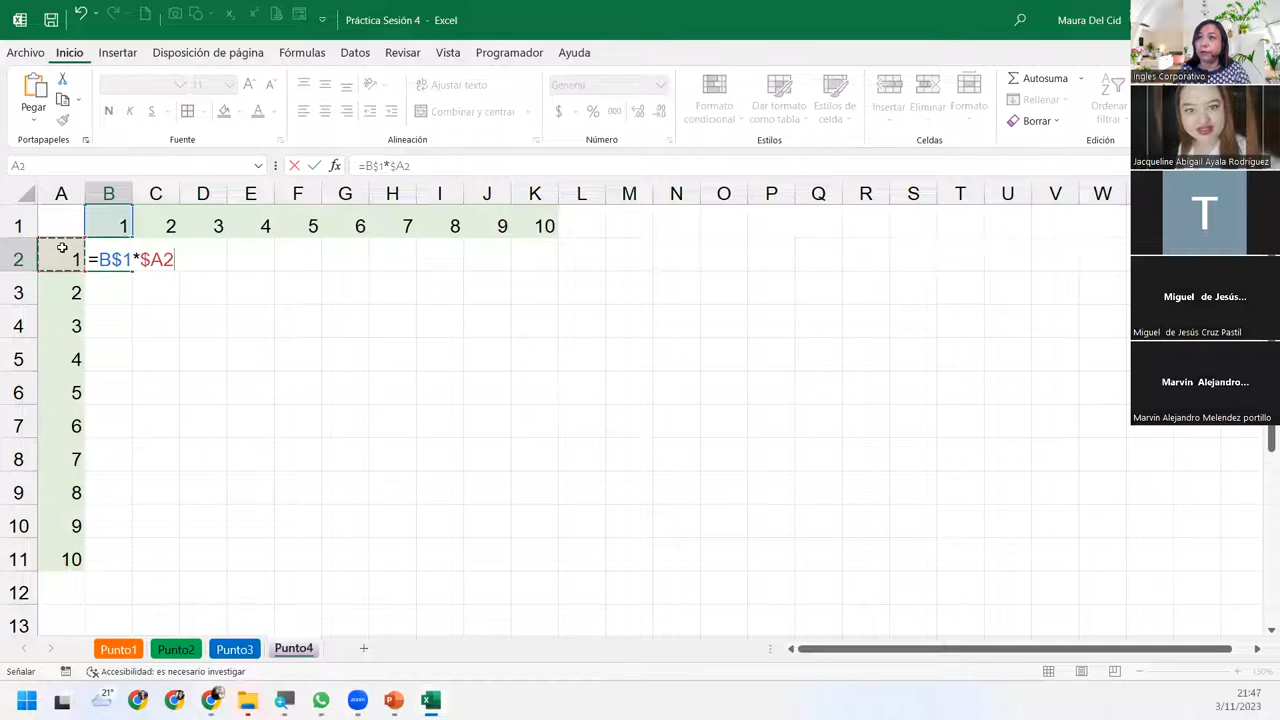 Práctica Sesión 4 - Excel
Maura Del Cid
Archivo Inicio Insertar Disposición de página Fórmulas Datos Revisar Vista Programador Ayuda
Pegar
General
N K S
Ajustar
Combinar y centrar
$ % 000
Formato condicional
Dar formato como tabla
Estilos de celda
Insertar Eliminar Formato
Autosuma
Rellenar
Borrar
Ordenar
filtrar
Portapapeles Fuente Alineación Número Estilos Celdas Edición
A2 fx =B$1*$A2
A B C D E F G H I J K L M N O P Q R S T U V W
1 1 2 3 4 5 6 7 8 9 10
2 1 =B$1*$A2
3 2
4 3
5 4
6 5
7 6
8 7
9 8
10 9
11 10
12
13
Ingles Corporativo
Jacqueline Abigail Ayala Rodríguez
T
Miguel de Jesús...
Miguel de Jesús Cruz Pastil
Marvin Alejandro...
Marvin Alejandro Melendez portillo
Punto1 Punto2 Punto3 Punto4
Señalar Accesibilidad: es necesario investigar 150%
21°
zoom
21:47
3/11/2023